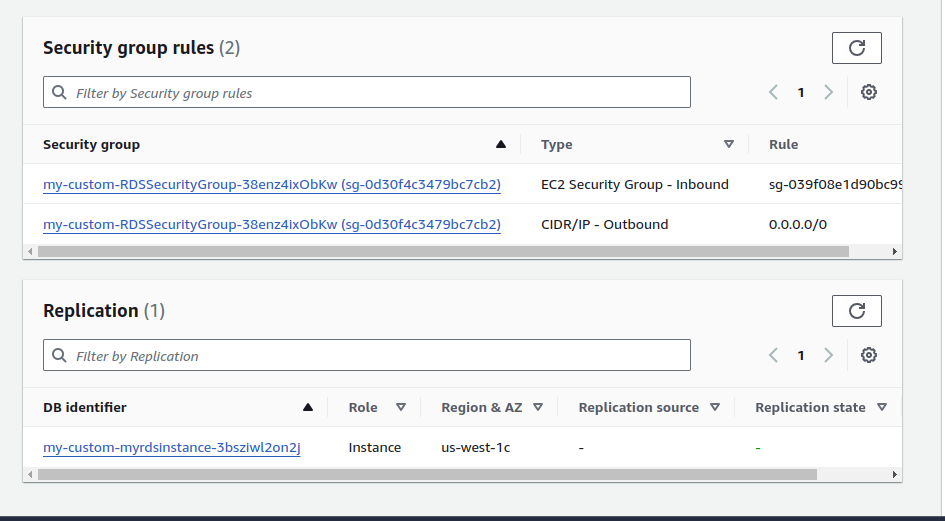 Security group rules (2)
Filter by Security group rules
1
Security group Type Rule
my-custom-RDSSecurityGroup-38enz4ixObKw (sg-0d30f4c3479bc7cb2) EC2 Security Group - Inbound sg-039f08e1d90bc99
my-custom-RDSSecurityGroup-38enz4ixObKw (sg-0d30f4c3479bc7cb2) CIDR/IP - Outbound 0.0.0.0/0
Replication (1)
Filter by Replication
1
DB identifier Role Region & AZ Replication source Replication state
my-custom-myrdsinstance-3bsziwl2on2j Instance us-west-1c - -